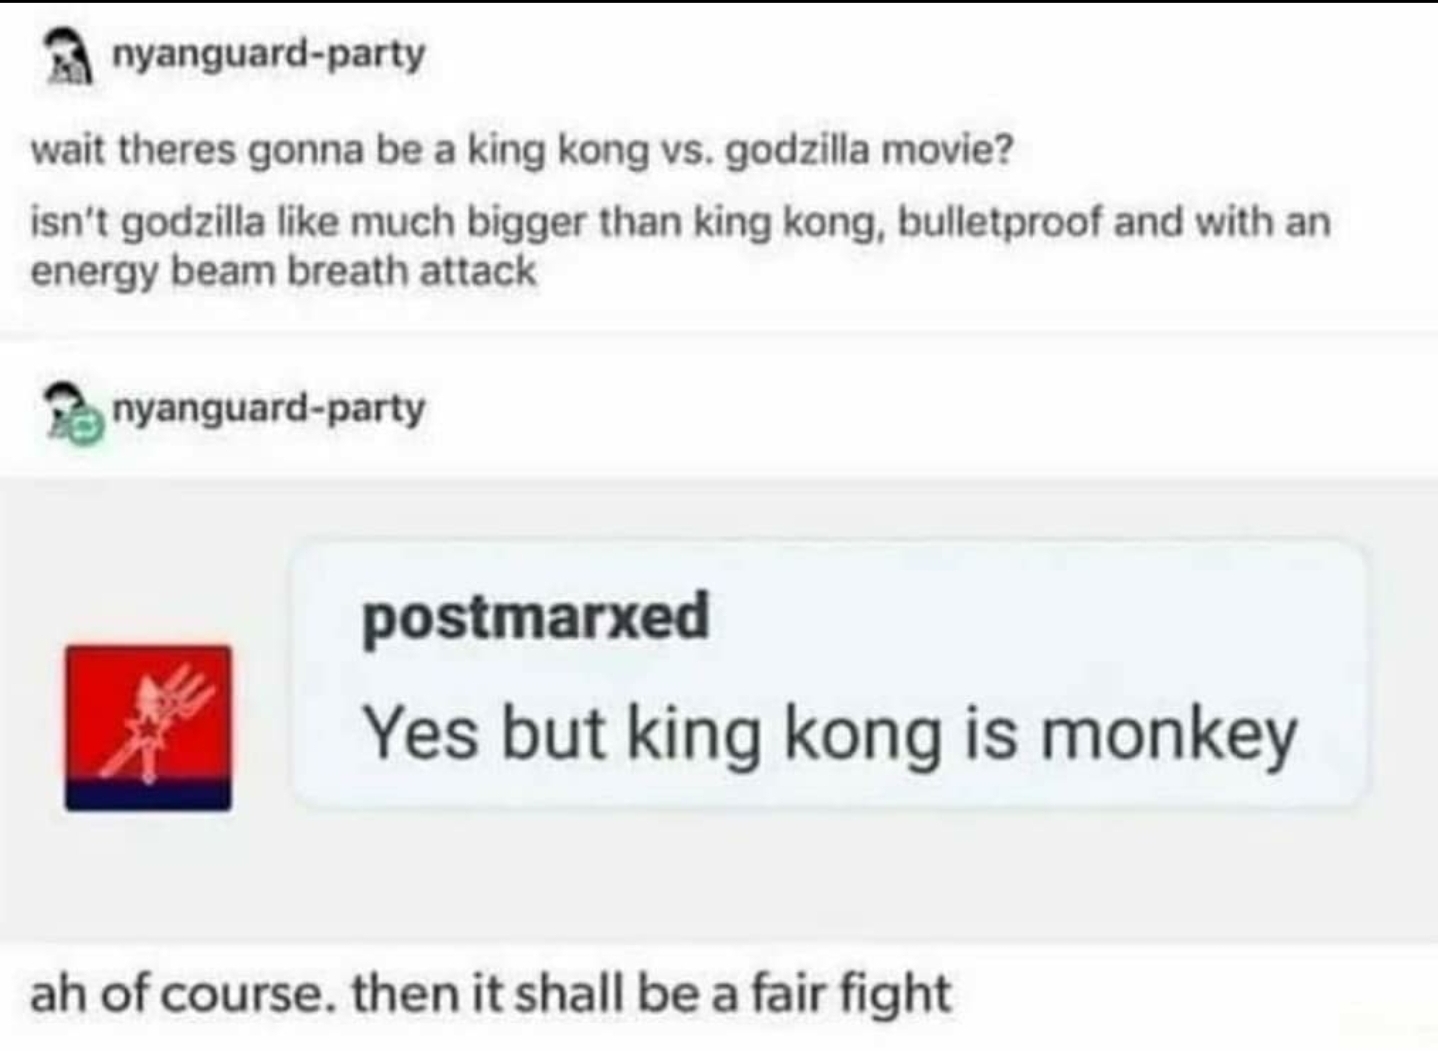 nyanguard-party
wait theres gonna be a king kong vs. godzilla movie?
isn't godzilla like much bigger than king kong, bulletproof and with an
energy beam breath attack
nyanguard-party
postmarxed
Yes but king kong is monkey
ah of course. then it shall be a fair fight